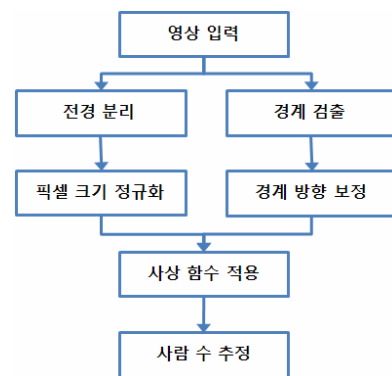 영상 입력
전경 분리
경계 검출
픽셀 크기 정규화
경계 방향 보정
사상 함수 적용
사람 수 추정